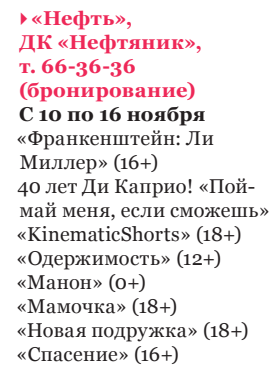 «Нефть»,
ДК «Нефтяник»,
т. 66-36-36
(бронирование)
С 10 по 16 ноября
«Франкенштейн: Ли
Миллер» (16+)
40 лет Ди Каприо! «Пой-
май меня, если сможешь»
«KinematicShorts» (18+)
«Одержимость» (12+)
«Манон» (0+)
«Мамочка» (18+)
«Новая подружка» (18+)
«Спасение» (16+)